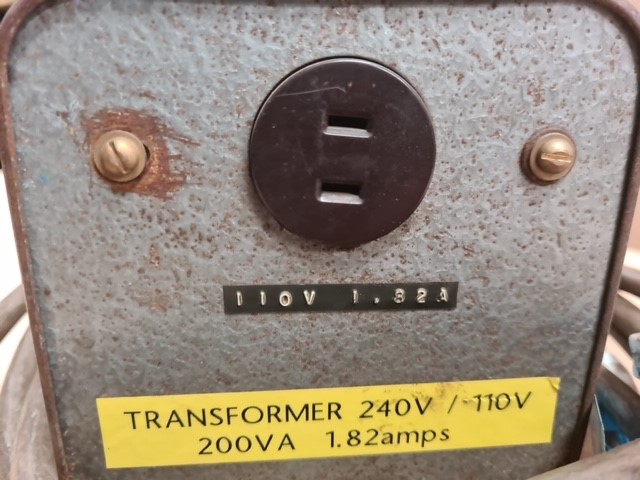 110V 1.82A
TRANSFORMER 240V / 110V
200VA 1.82amps